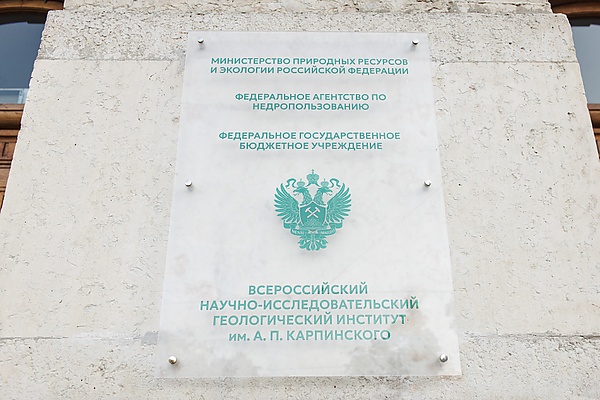 МИНИСТЕРСТВО ПРИРОДНЫХ РЕСУРСОВ
И ЭКОЛОГИИ РОССИЙСКОЙ ФЕДЕРАЦИИ
ФЕДЕРАЛЬНОЕ АГЕНТСТВО ПО
НЕДРОПОЛЬЗОВАНИЮ
ФЕДЕРАЛЬНОЕ ГОСУДАРСТВЕННОЕ
БЮДЖЕТНОЕ УЧРЕЖДЕНИЕ
ВСЕРОССИЙСКИЙ
НАУЧНО-ИССЛЕДОВАТЕЛЬСКИЙ
ГЕОЛОГИЧЕСКИЙ ИНСТИТУТ
ИМ. А. П. КАРПИНСКОГО